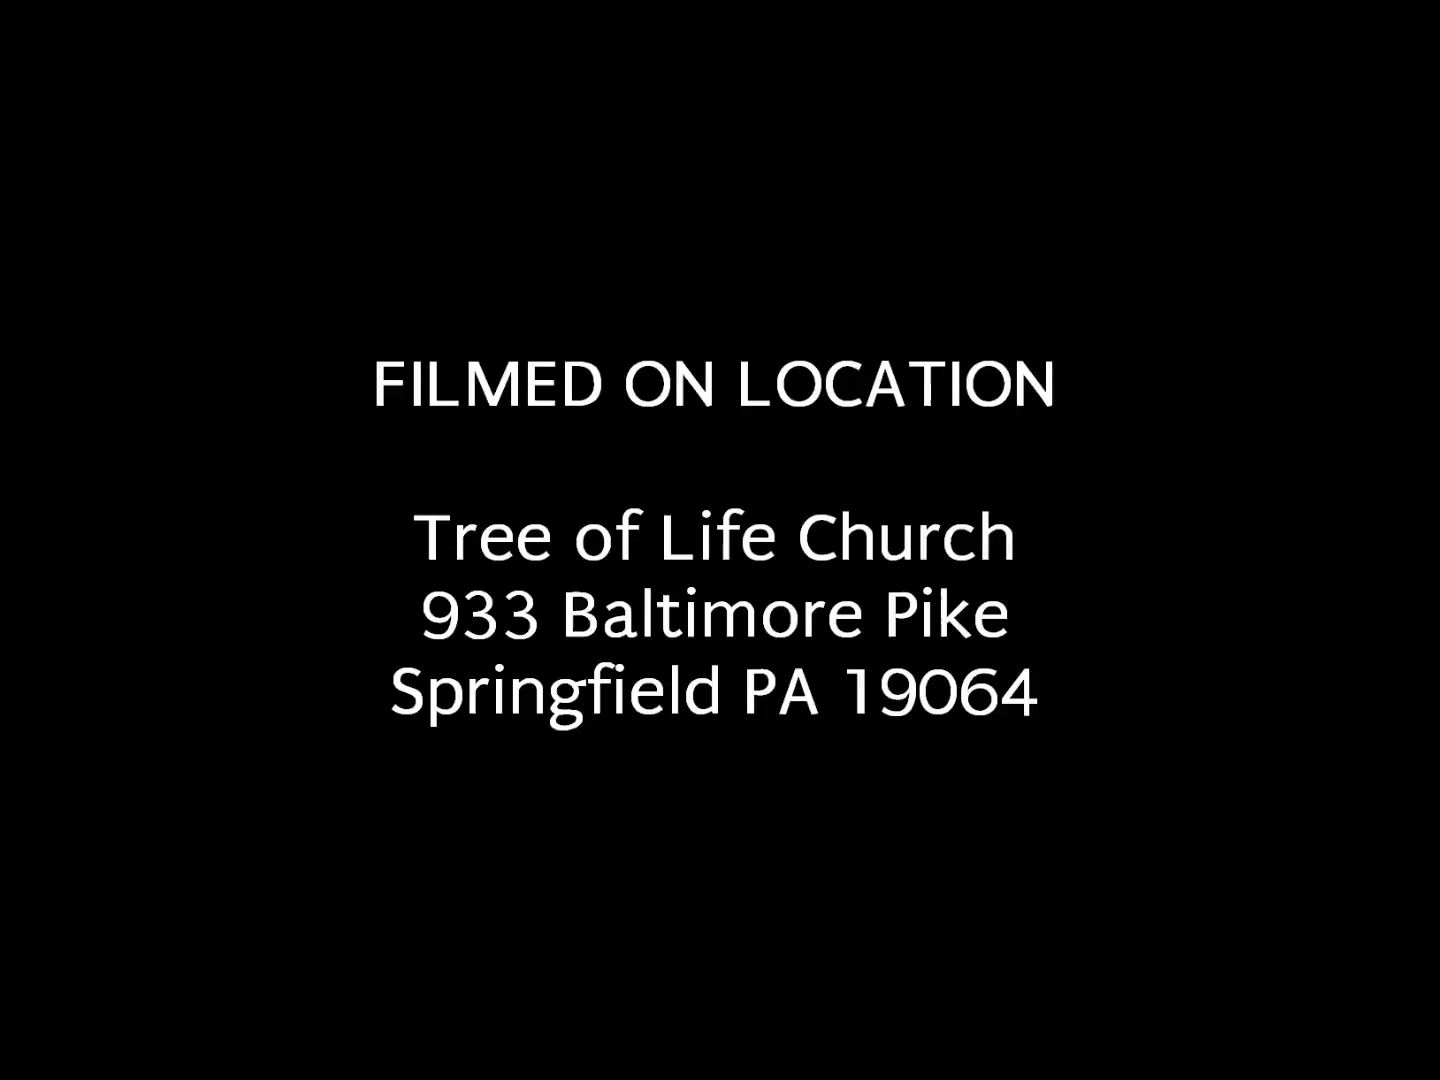 FILMED ON LOCATION
Tree of Life Church
933 Baltimore Pike
Springfield PA 19064